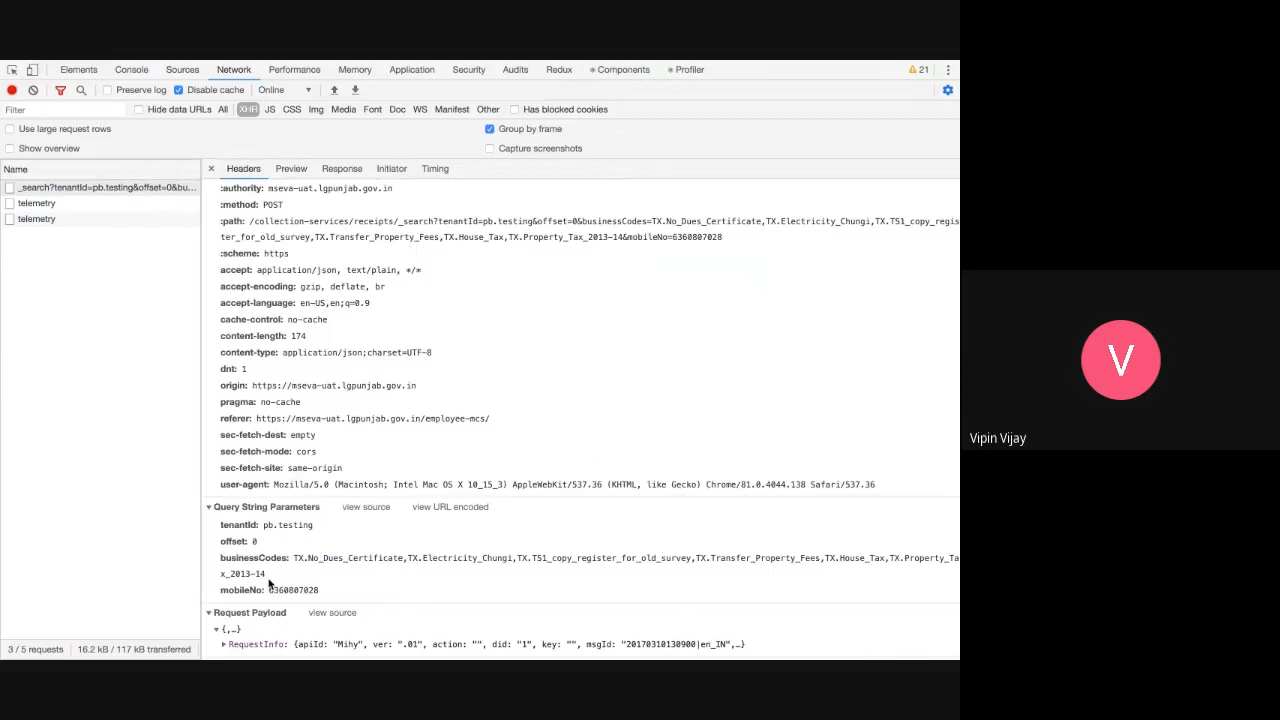 Elements Console Sources Network Performance Memory Application Security Audits Redux Components Profiler 21
Preserve log Disable cache Online
Filter Hide data URLs All XHR JS CSS Img Media Font Doc WS Manifest Other Has blocked cookies
Use large request rows Group by frame
Show overview Capture screenshots
Name × Headers Preview Response Initiator Timing
_search?tenantId=pb.testing&offset=0&bu...
telemetry
telemetry
:authority: mseva-uat.lgpunjab.gov.in
:method: POST
:path: /collection-services/receipts/_search?tenantId=pb.testing&offset=0&businessCodes=TX.No_Dues_Certificate,TX.Electricity_Chungi,TX.TS1_copy_regis
ter_for_old_survey,TX.Transfer_Property_Fees,TX.House_Tax,TX.Property_Tax_2013-14&mobileNo=6360807028
:scheme: https
accept: application/json, text/plain, */*
accept-encoding: gzip, deflate, br
accept-language: en-US,en;q=0.9
cache-control: no-cache
content-length: 174
content-type: application/json;charset=UTF-8
dnt: 1
origin: https://mseva-uat.lgpunjab.gov.in
pragma: no-cache
referer: https://mseva-uat.lgpunjab.gov.in/employee-mcs/
sec-fetch-dest: empty
sec-fetch-mode: cors
sec-fetch-site: same-origin
user-agent: Mozilla/5.0 (Macintosh; Intel Mac OS X 10_15_3) AppleWebKit/537.36 (KHTML, like Gecko) Chrome/81.0.4044.138 Safari/537.36
Query String Parameters view source view URL encoded
tenantId: pb.testing
offset: 0
businessCodes: TX.No_Dues_Certificate,TX.Electricity_Chungi,TX.TS1_copy_register_for_old_survey,TX.Transfer_Property_Fees,TX.House_Tax,TX.Property_Ta
x_2013-14
mobileNo: 6360807028
Request Payload view source
{,…}
RequestInfo: {apiId: "Mihy", ver: ".01", action: "", did: "1", key: "", msgId: "20170310130900|en_IN",…}
3 / 5 requests 16.2 kB / 117 kB transferred
V
Vipin Vijay